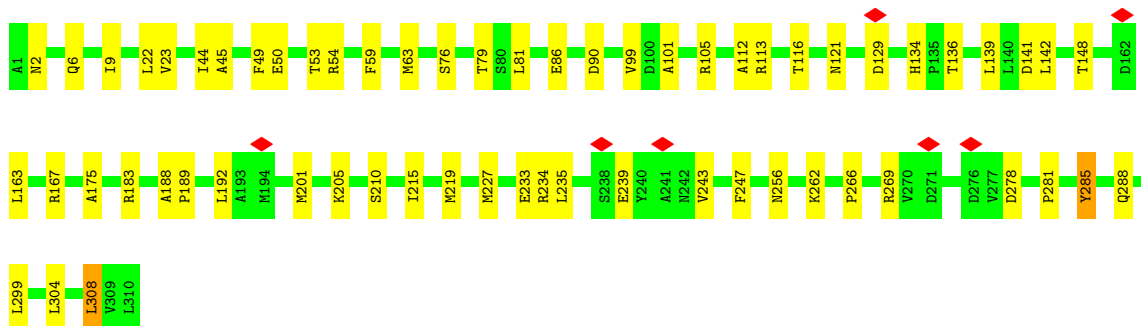 A1 N2 Q6 I9 L22 V23 I44 A45 F49 E50 T53 R54 F59 M63 S76 T79 S80 L81 E86 D90 V99 D100 A101 R105 A112 R113 T116 N121 D129 H134 P135 T136 L139 L140 D141 L142 T148 D162
L163 R167 A175 R183 A188 P189 L192 A193 M194 M201 K205 S210 I215 M219 M227 E233 R234 L235 S238 E239 Y240 A241 N242 V243 F247 N256 K262 P266 R269 V270 D271 D276 V277 D278 P281 Y285 Q288
L299 L304 L308 V309 L310